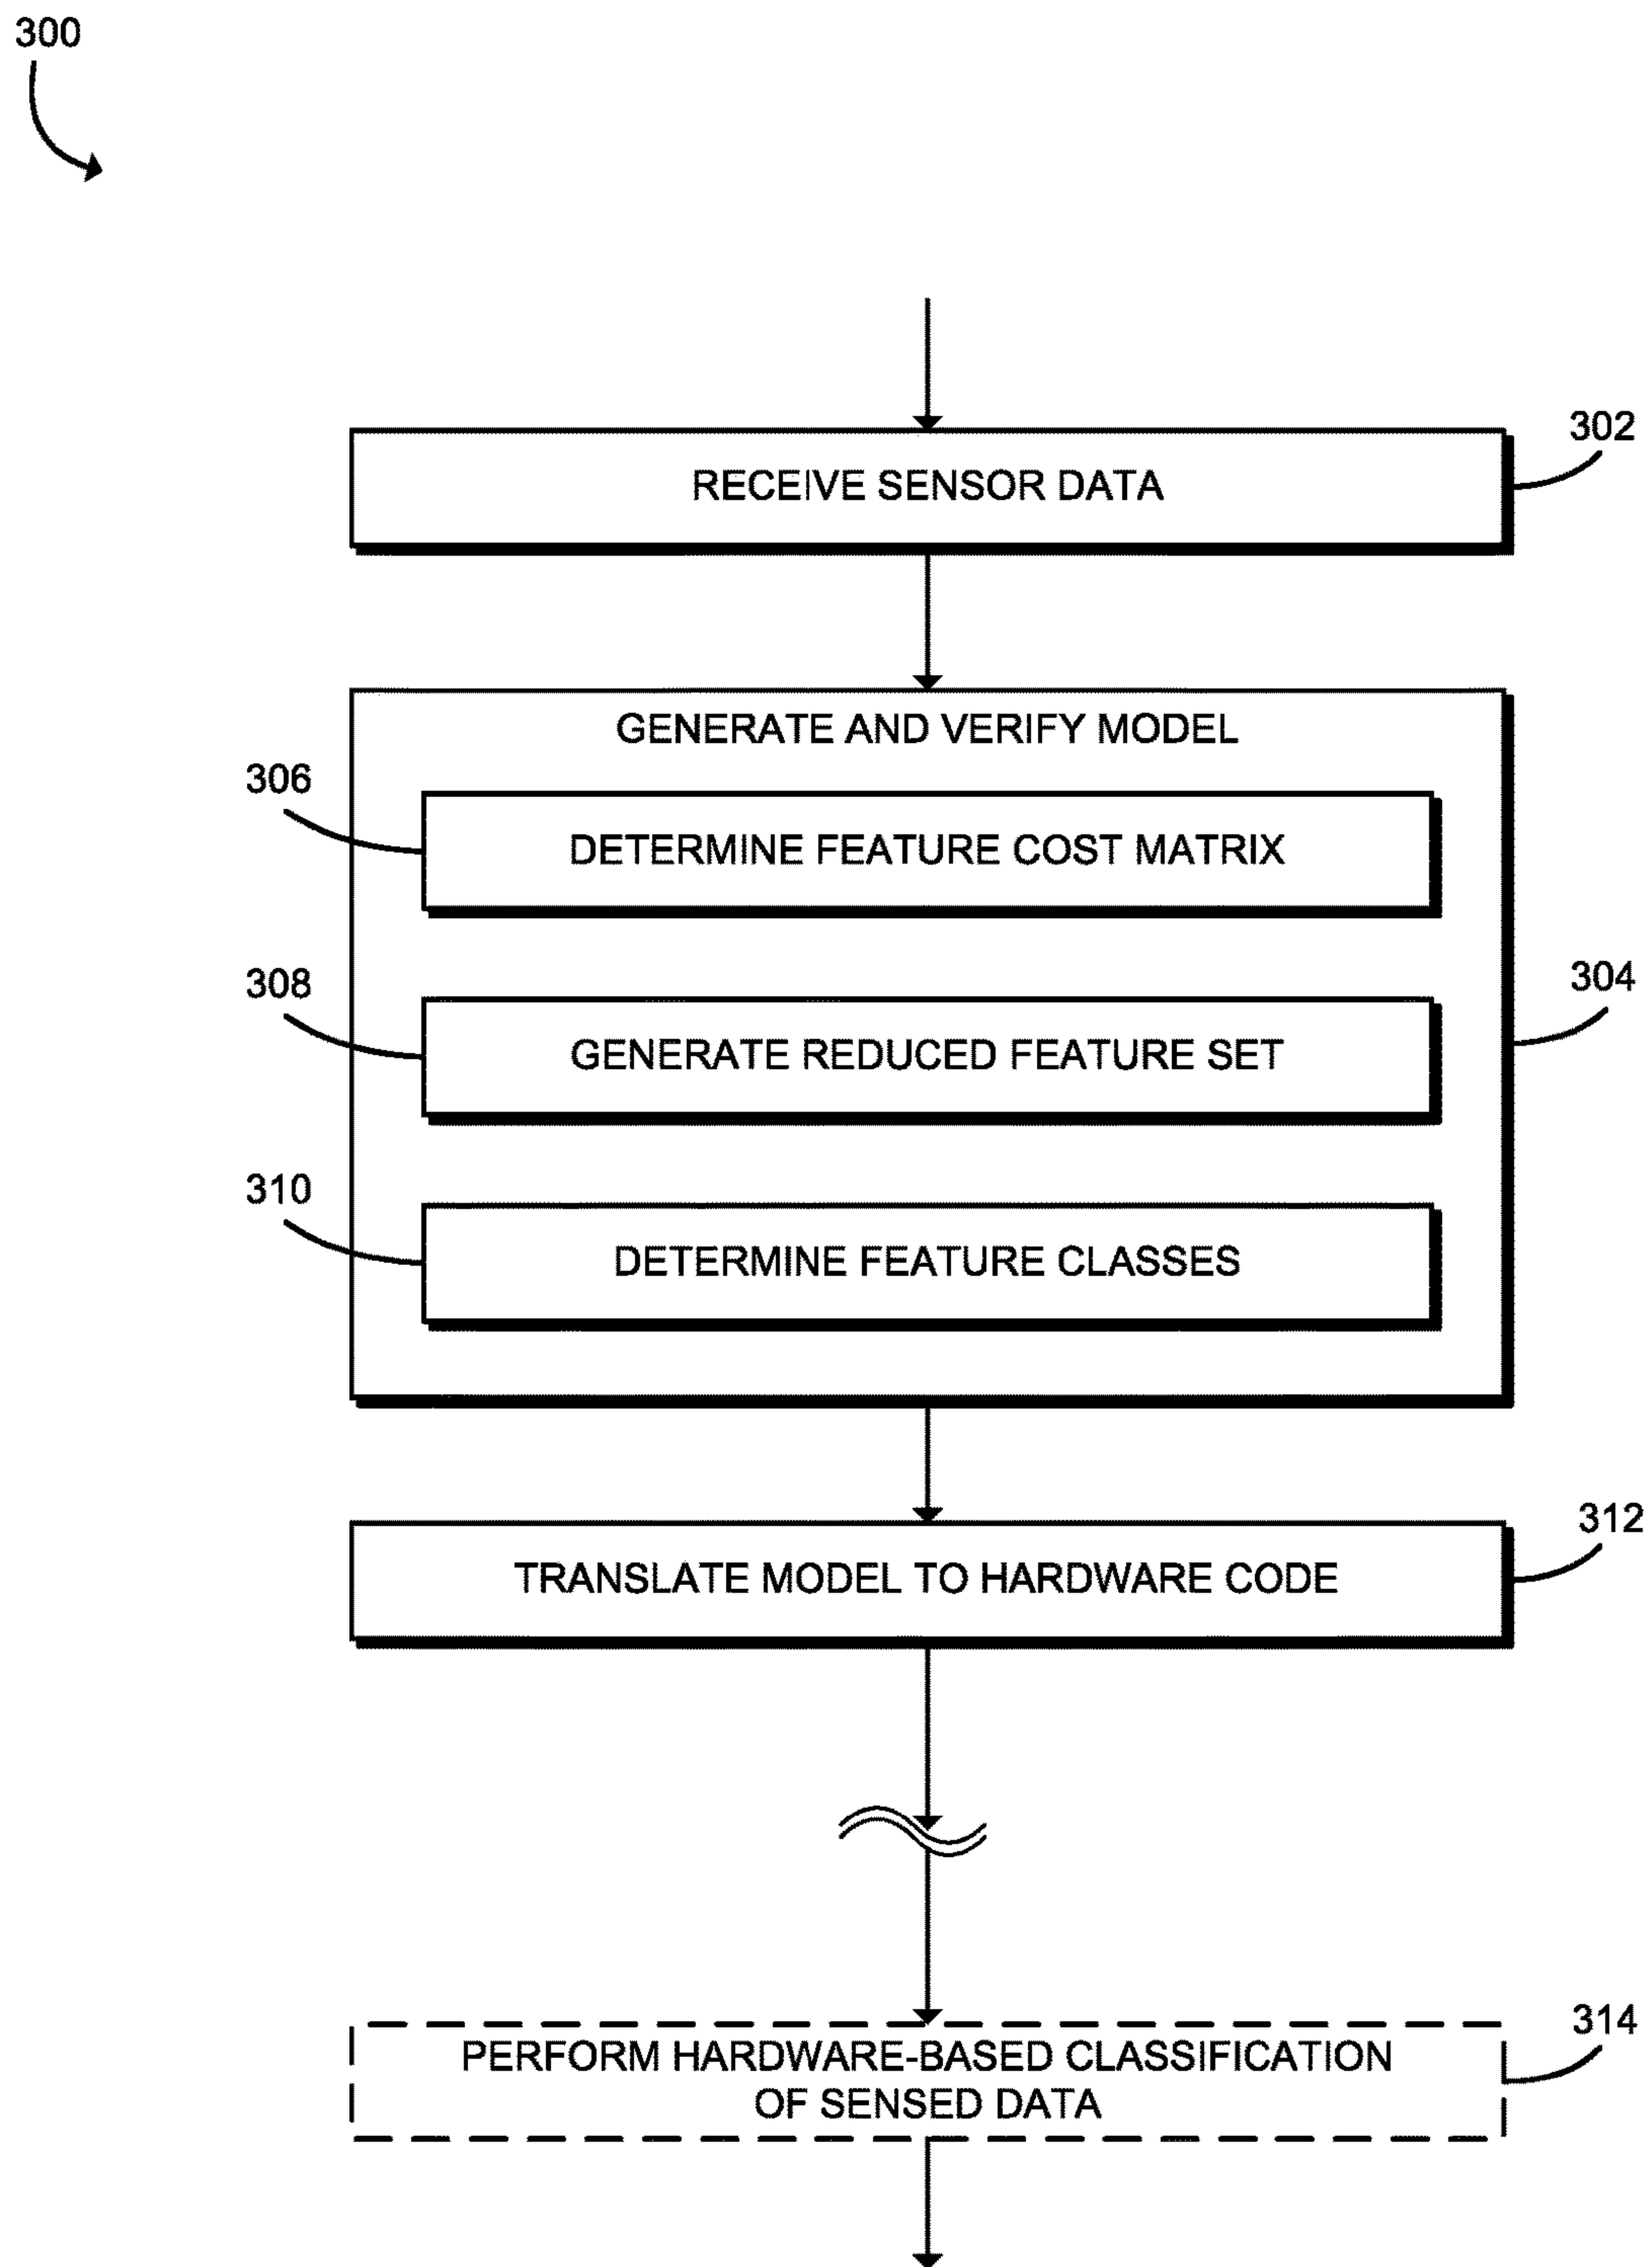 300
302
RECEIVE SENSOR DATA
GENERATE AND VERIFY MODEL
306
DETERMINE FEATURE COST MATRIX
308
304
GENERATE REDUCED FEATURE SET
310
DETERMINE FEATURE CLASSES
312
TRANSLATE MODEL TO HARDWARE CODE
314
PERFORM HARDWARE-BASED CLASSIFICATION
OF SENSED DATA